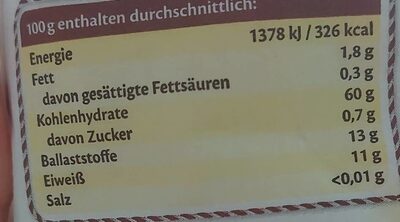 100 g enthalten durchschnittlich:
Energie 1378 kJ / 326 kcal
Fett 1,8 g
davon gesättigte Fettsäuren 0,3 g
Kohlenhydrate 60 g
davon Zucker 0,7 g
Ballaststoffe 13 g
Eiweiß 11 g
Salz <0,01 g